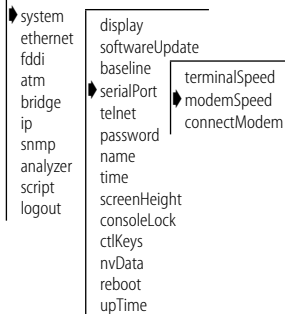 system
ethernet
fddi
atm
bridge
ip
snmp
analyzer
script
logout
display
softwareUpdate
baseline
serialPort
telnet
password
name
time
screenHeight
consoleLock
ctlKeys
nvData
reboot
upTime
terminalSpeed
modemSpeed
connectModem